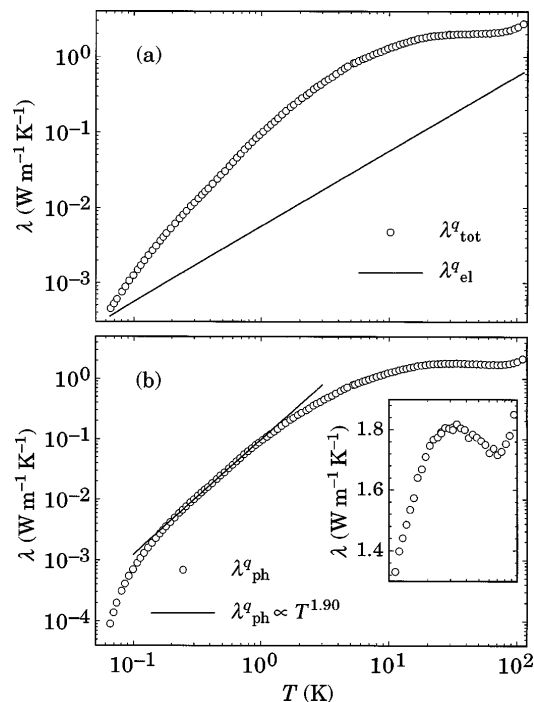 10⁰
10⁻¹
10⁻²
10⁻³
λ (W m⁻¹ K⁻¹)
(a)
λ^q_tot
λ^q_el
10⁰
10⁻¹
10⁻²
10⁻³
10⁻⁴
λ (W m⁻¹ K⁻¹)
(b)
1.8
1.6
1.4
λ (W m⁻¹ K⁻¹)
λ^q_ph
λ^q_ph ∝ T^1.90
10⁻¹ 10⁰ 10¹ 10²
T (K)